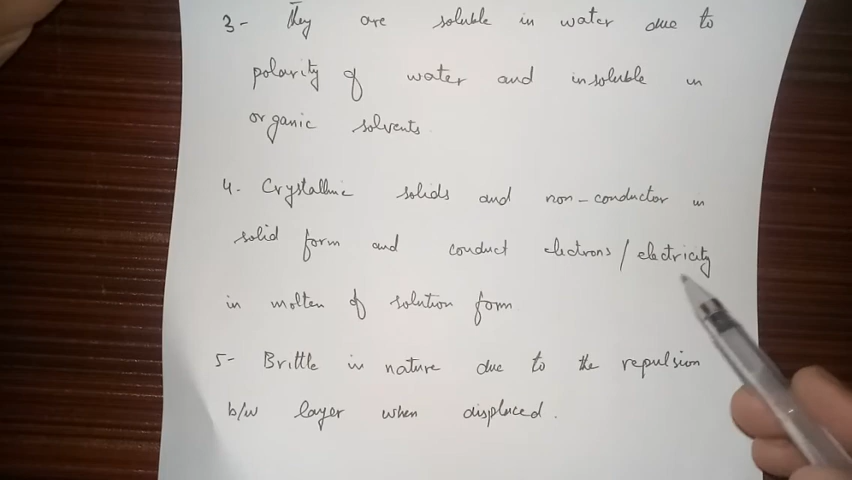 3- They are soluble in water due to
polarity of water and insoluble in
organic solvents.
4. Crystalline solids and non-conductor in
solid form and conduct electrons / electricity
in molten of solution form
5- Brittle in nature due to the repulsion
b/w layer when displaced.